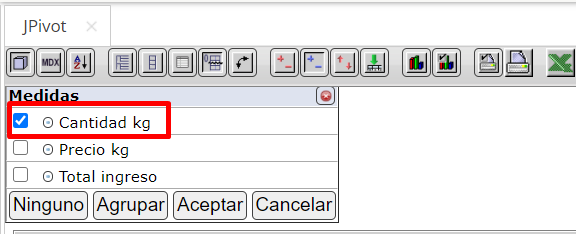 JPivot
MDX
Medidas
Cantidad kg
Precio kg
Total ingreso
Ninguno Agrupar Aceptar Cancelar